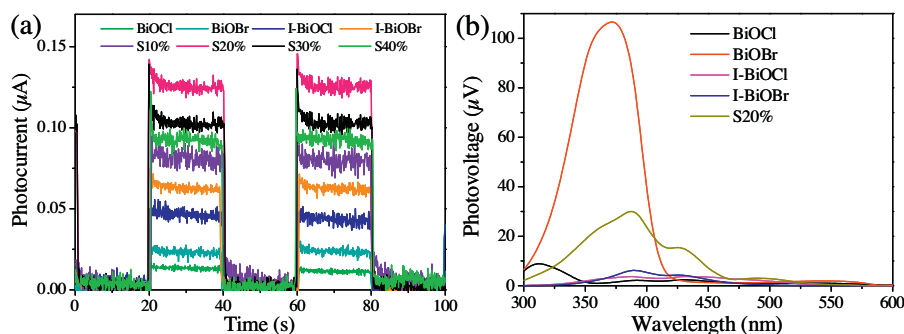 (a)
BiOCl BiOBr I-BiOCl I-BiOBr
S10% S20% S30% S40%
0.15
0.10
0.05
0.00
Photocurrent (μA)
0 20 40 60 80 100
Time (s)
(b)
BiOCl
BiOBr
I-BiOCl
I-BiOBr
S20%
100
80
60
40
20
0
Photovoltage (μV)
300 350 400 450 500 550 600
Wavelength (nm)